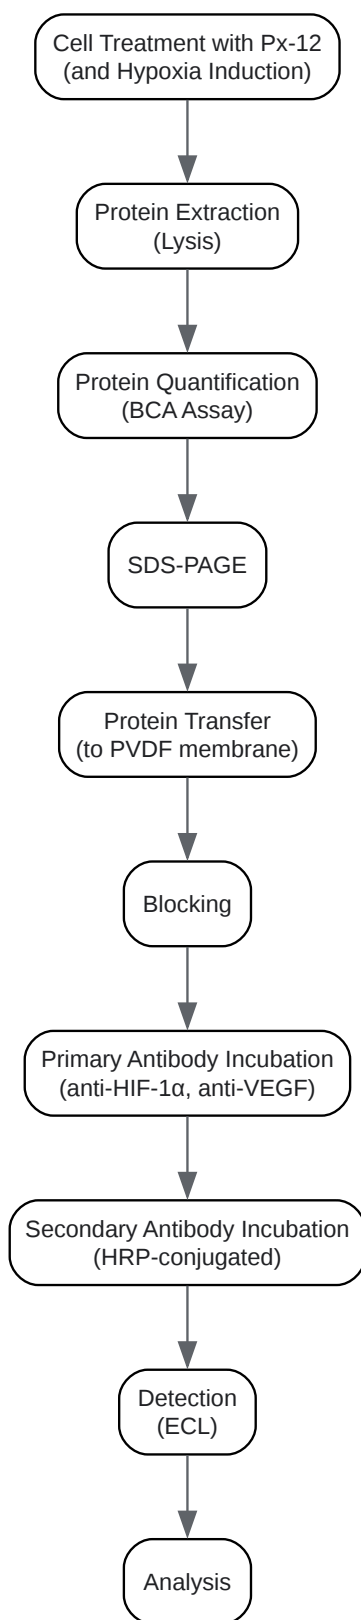 Cell Treatment with Px-12
(and Hypoxia Induction)
Protein Extraction
(Lysis)
Protein Quantification
(BCA Assay)
SDS-PAGE
Protein Transfer
(to PVDF membrane)
Blocking
Primary Antibody Incubation
(anti-HIF-1α, anti-VEGF)
Secondary Antibody Incubation
(HRP-conjugated)
Detection
(ECL)
Analysis